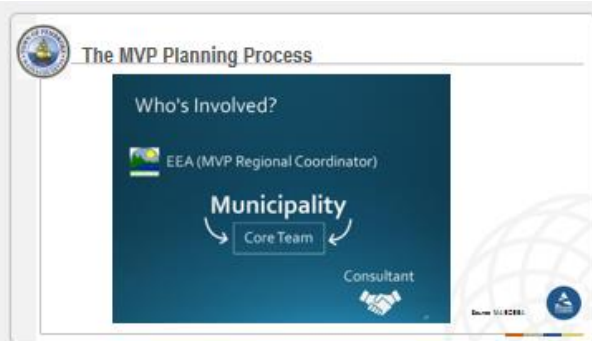 The MVP Planning Process
Who's Involved?
EEA (MVP Regional Coordinator)
Municipality
Core Team
Consultant